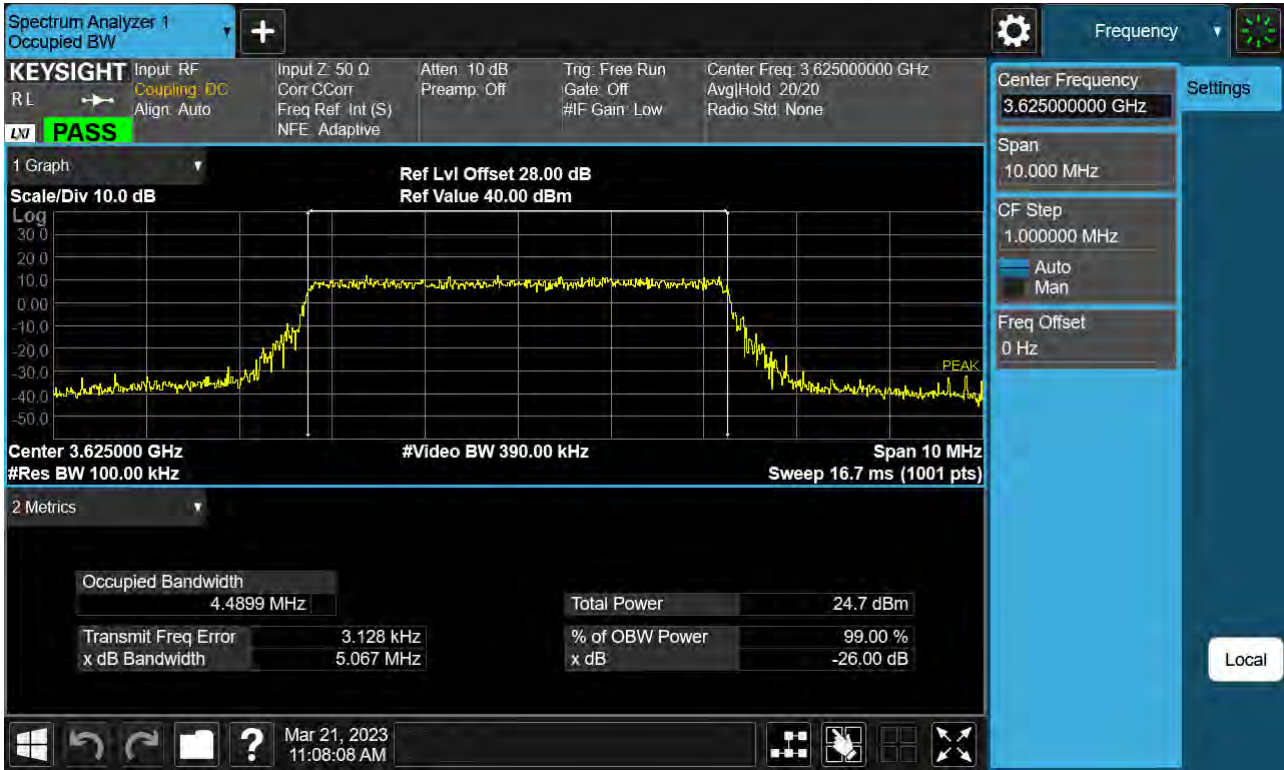 Spectrum Analyzer 1
Occupied BW
Frequency
KEYSIGHT
R L
LXI
PASS
Input: RF
Coupling: DC
Align: Auto
Input Z: 50 Ω
Corr CCorr
Freq Ref: Int (S)
NFE: Adaptive
Atten: 10 dB
Preamp: Off
Trig: Free Run
Gate: Off
#IF Gain: Low
Center Freq: 3.625000000 GHz
Avg|Hold: 20/20
Radio Std: None
Center Frequency
3.625000000 GHz
Settings
Span
10.000 MHz
CF Step
1.000000 MHz
Auto
Man
Freq Offset
0 Hz
Local
1 Graph
Scale/Div 10.0 dB
Ref Lvl Offset 28.00 dB
Ref Value 40.00 dBm
Log
30.0
20.0
10.0
0.00
-10.0
-20.0
-30.0
-40.0
-50.0
PEAK
Center 3.625000 GHz
#Video BW 390.00 kHz
Span 10 MHz
#Res BW 100.00 kHz
Sweep 16.7 ms (1001 pts)
2 Metrics
Occupied Bandwidth
4.4899 MHz
Total Power 24.7 dBm
Transmit Freq Error 3.128 kHz
% of OBW Power 99.00 %
x dB Bandwidth 5.067 MHz
x dB -26.00 dB
?
Mar 21, 2023
11:08:08 AM